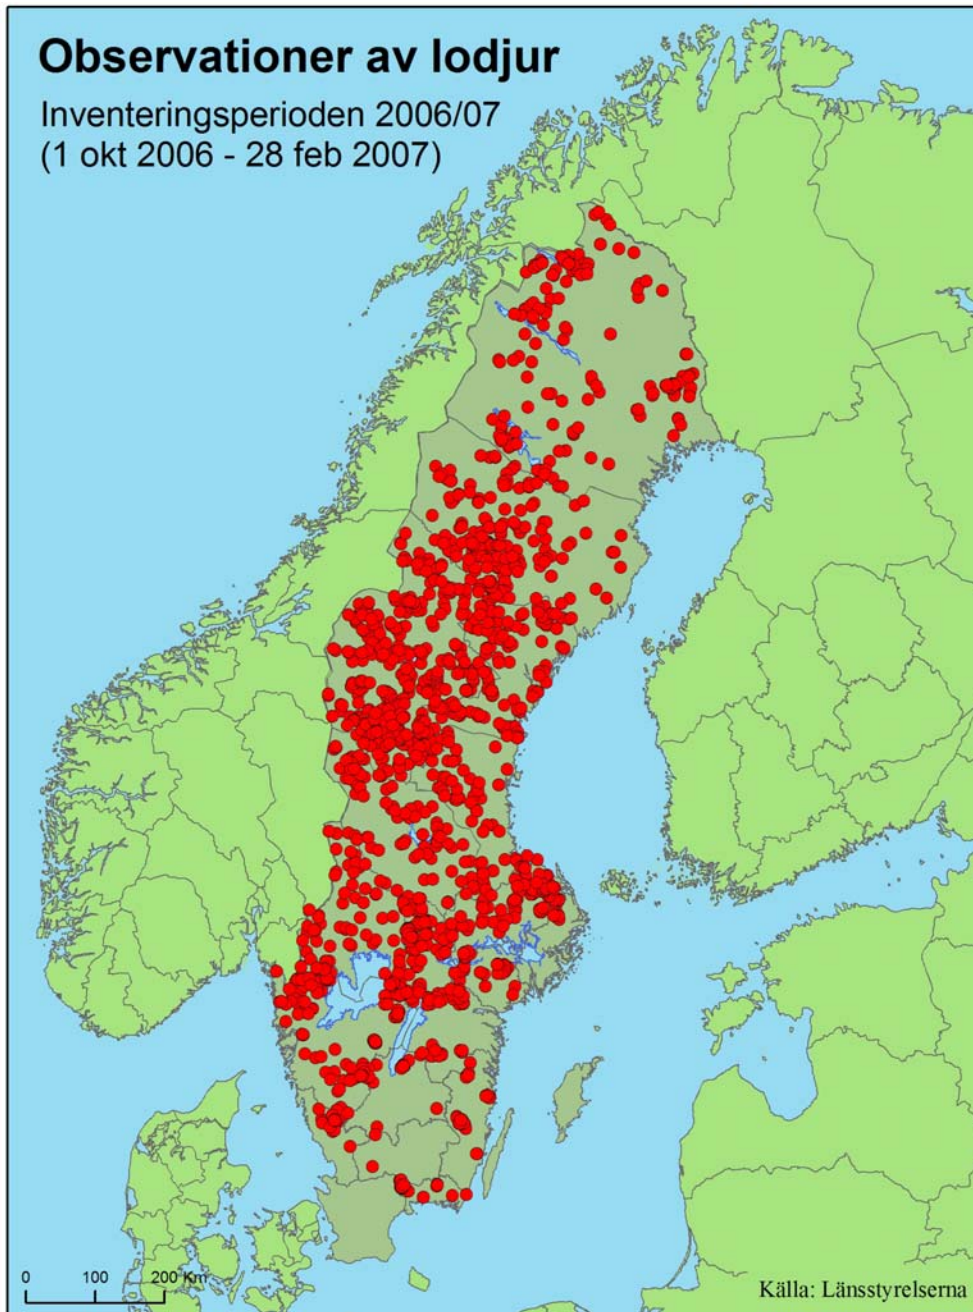 Observationer av lodjur
Inventeringsperioden 2006/07
(1 okt 2006 - 28 feb 2007)
0 100 200 Km
Källa: Länsstyrelserna